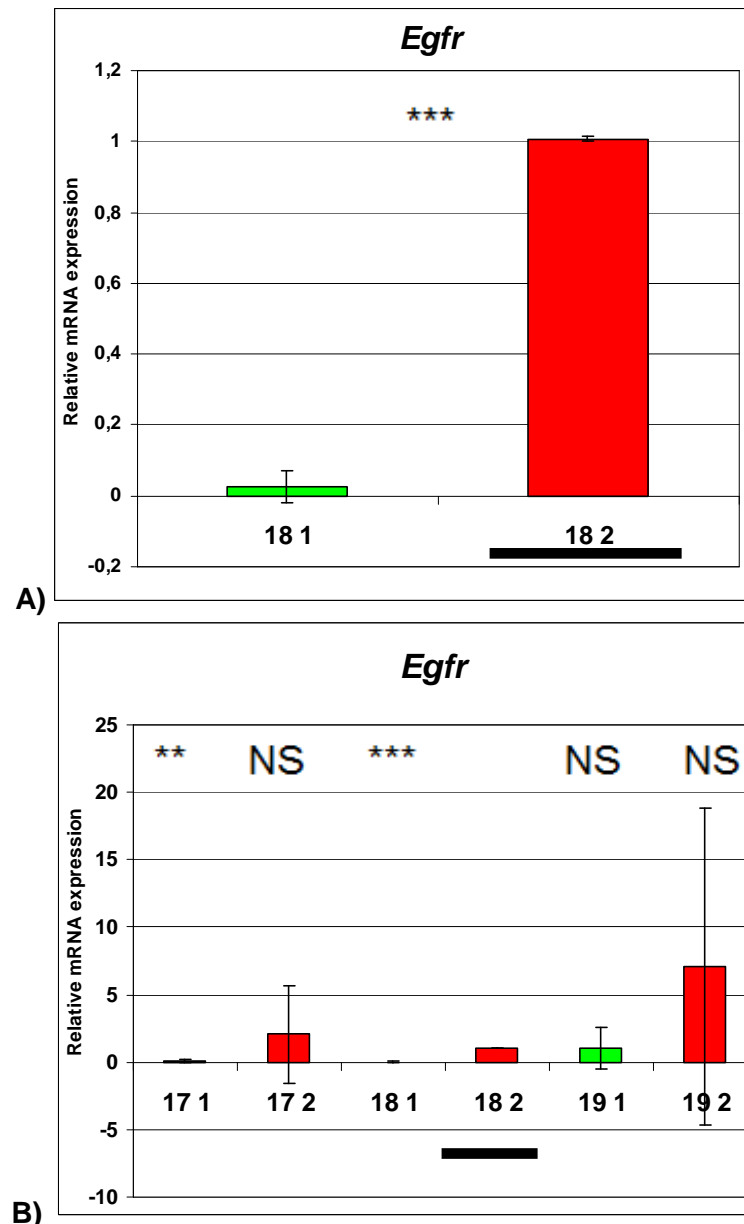 Egfr
1,2
***
1
0,8
0,6
0,4
0,2
0
-0,2
Relative mRNA expression
18 1 18 2
A)
Egfr
25
** NS *** NS NS
20
15
10
5
0
-5
-10
Relative mRNA expression
17 1 17 2 18 1 18 2 19 1 19 2
B)